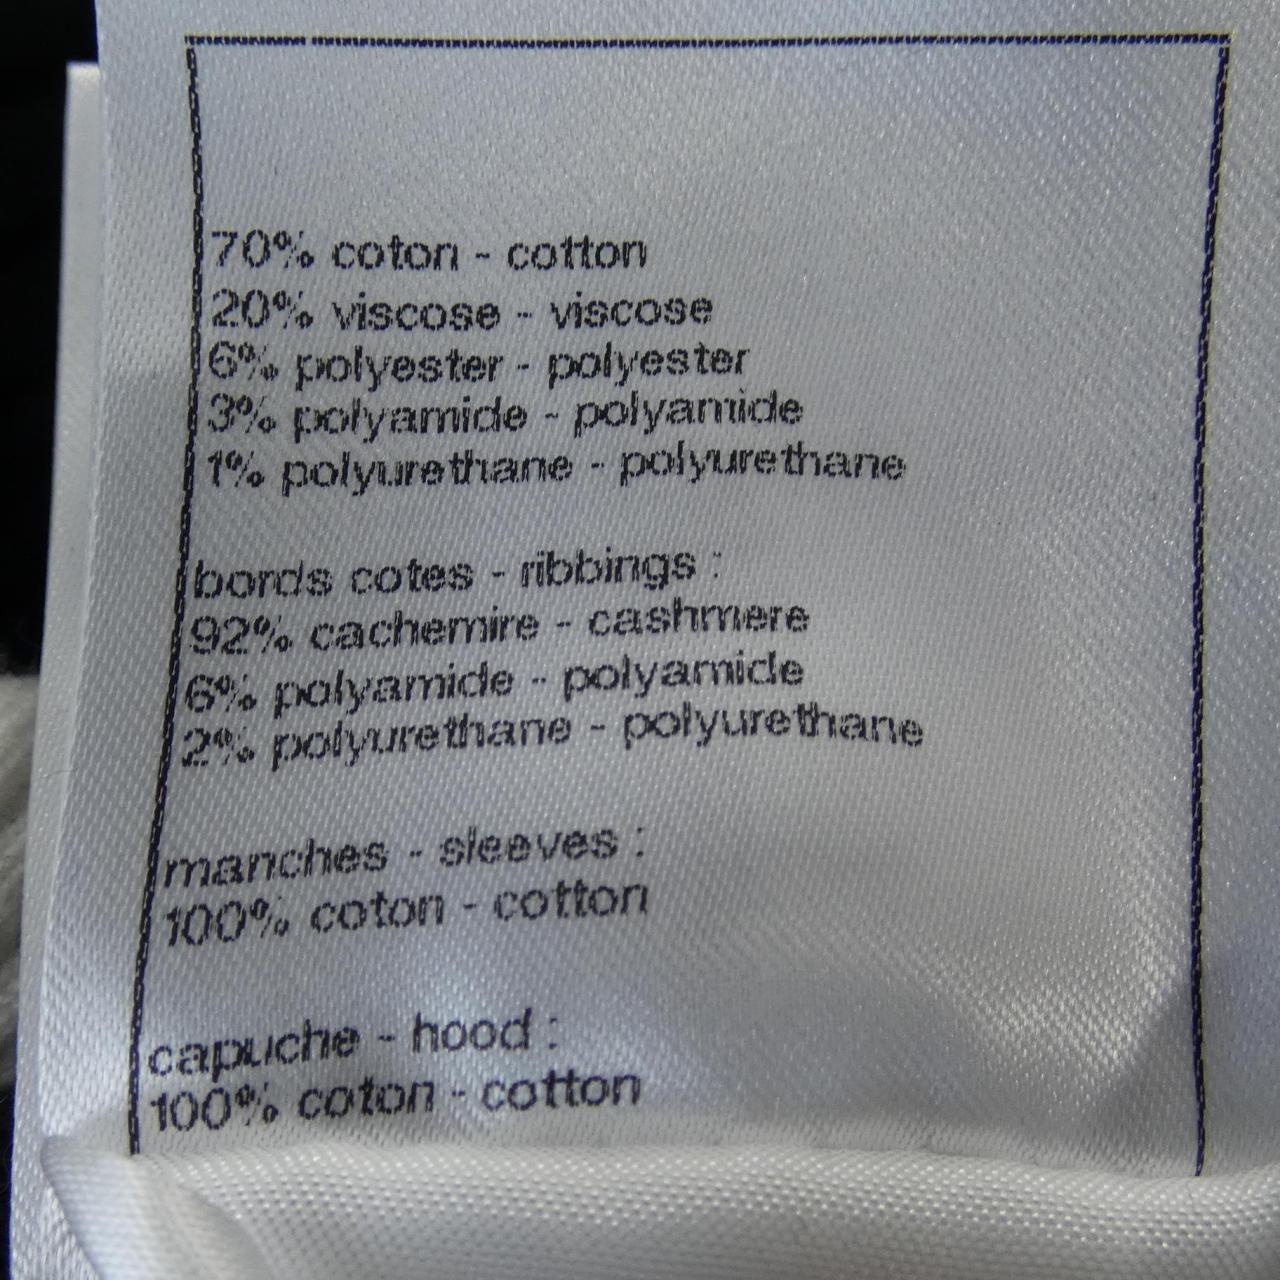 70% coton - cotton
20% viscose - viscose
6% polyester - polyester
3% polyamide - polyamide
1% polyurethane - polyurethane
bords cotes - ribbings :
92% cachemire - cashmere
6% polyamide - polyamide
2% polyurethane - polyurethane
manches - sleeves :
100% coton - cotton
capuche - hood :
100% coton - cotton